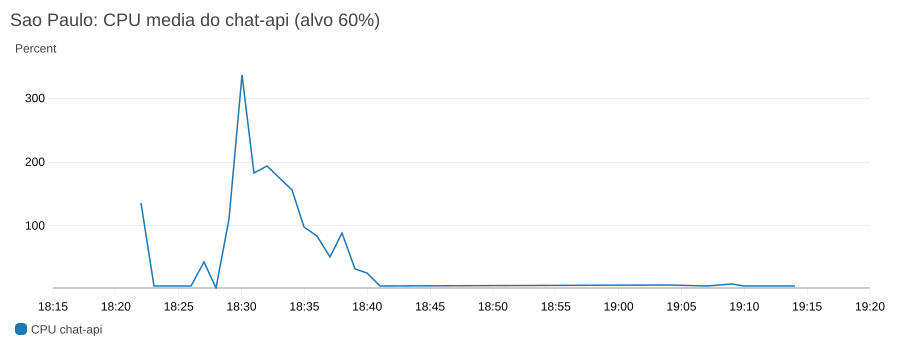 Sao Paulo: CPU media do chat-api (alvo 60%)
Percent
300
200
100
18:15 18:20 18:25 18:30 18:35 18:40 18:45 18:50 18:55 19:00 19:05 19:10 19:15 19:20
CPU chat-api